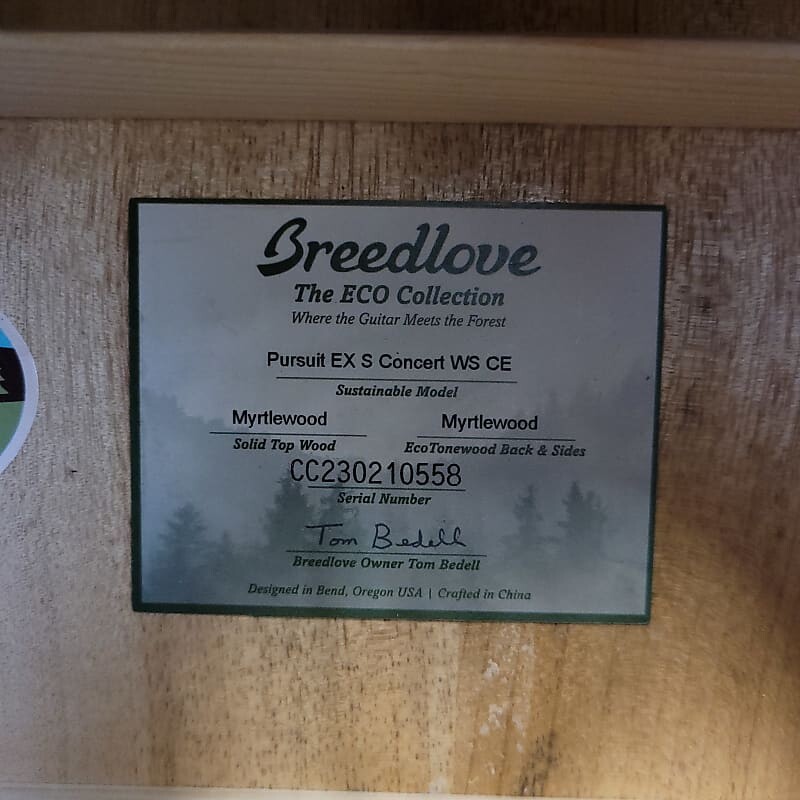 Breedlove
The ECO Collection
Where the Guitar Meets the Forest
Pursuit EX S Concert WS CE
Sustainable Model
Myrtlewood Myrtlewood
Solid Top Wood EcoTonewood Back & Sides
CC230210558
Serial Number
Tom Bedell
Breedlove Owner Tom Bedell
Designed in Bend, Oregon USA | Crafted in China